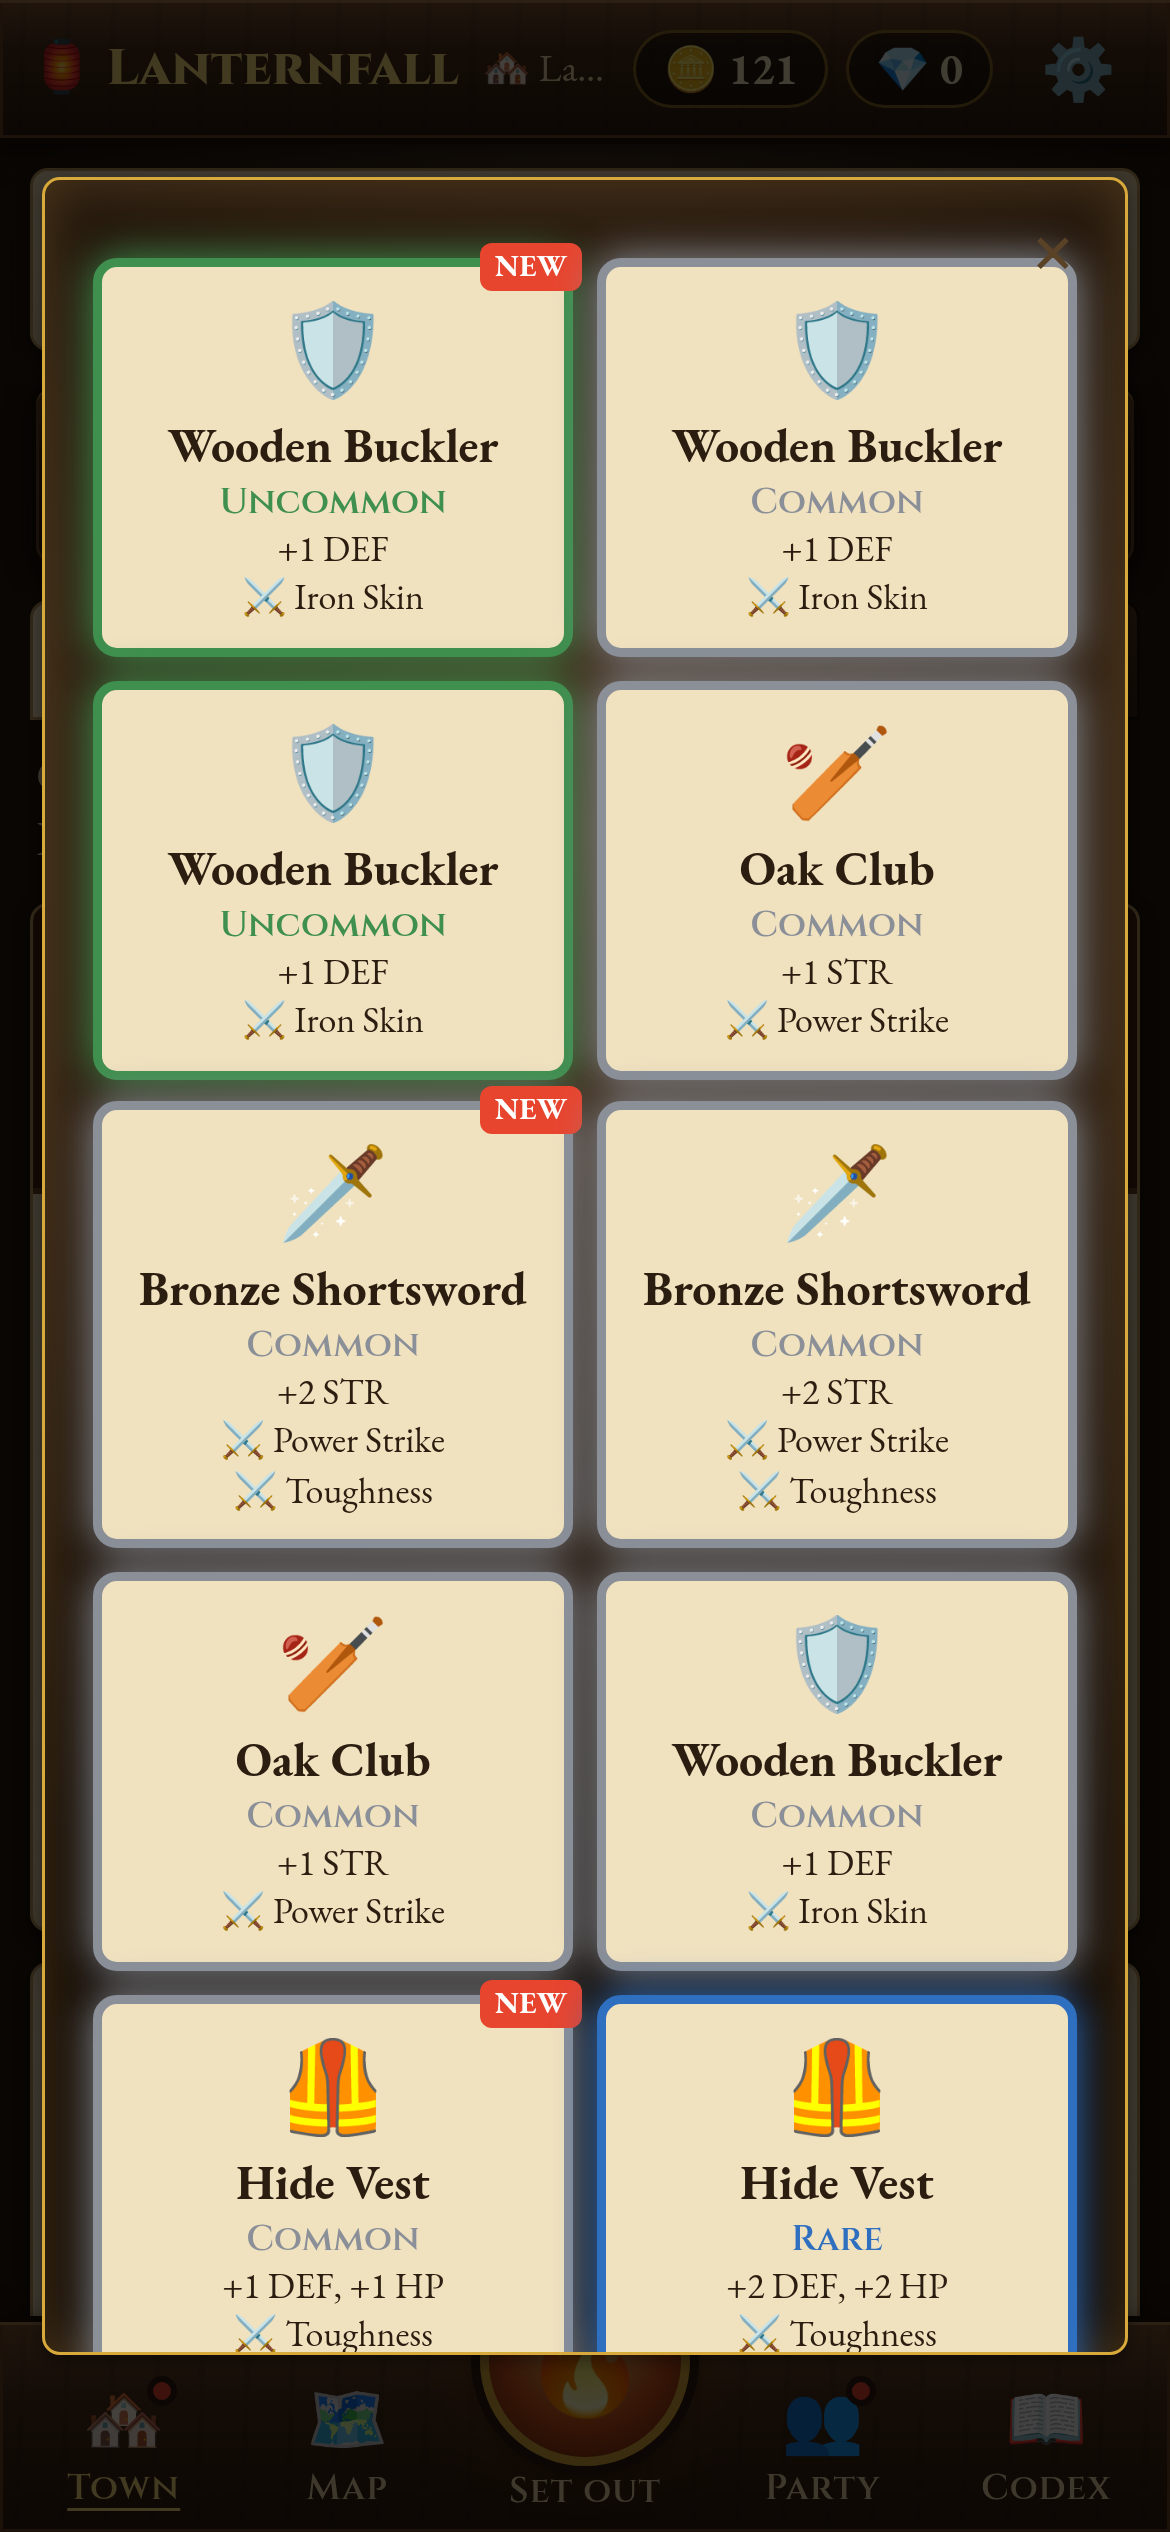 LANTERNFALL La... 121 0
NEW
Wooden Buckler
UNCOMMON
+1 DEF
Iron Skin
Wooden Buckler
COMMON
+1 DEF
Iron Skin
Wooden Buckler
UNCOMMON
+1 DEF
Iron Skin
Oak Club
COMMON
+1 STR
Power Strike
NEW
Bronze Shortsword
COMMON
+2 STR
Power Strike
Toughness
Bronze Shortsword
COMMON
+2 STR
Power Strike
Toughness
Oak Club
COMMON
+1 STR
Power Strike
Wooden Buckler
COMMON
+1 DEF
Iron Skin
NEW
Hide Vest
COMMON
+1 DEF, +1 HP
Toughness
Hide Vest
RARE
+2 DEF, +2 HP
Toughness
TOWN
MAP
SET OUT
PARTY
CODEX